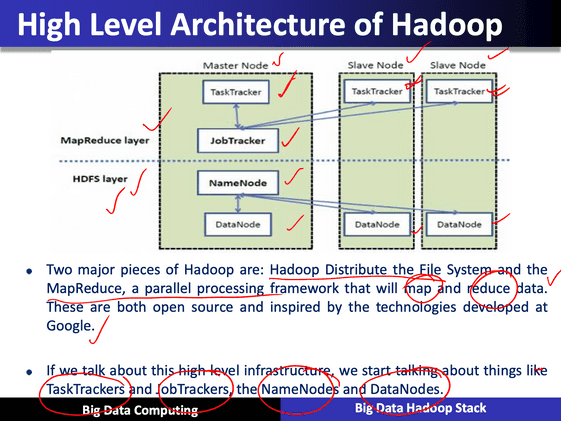 High Level Architecture of Hadoop
Master Node
Slave Node
Slave Node
TaskTracker
TaskTracker
TaskTracker
MapReduce layer
JobTracker
HDFS layer
NameNode
DataNode
DataNode
DataNode
• Two major pieces of Hadoop are: Hadoop Distribute the File System and the
MapReduce, a parallel processing framework that will map and reduce data.
These are both open source and inspired by the technologies developed at
Google.
• If we talk about this high level infrastructure, we start talking about things like
TaskTrackers and JobTrackers, the NameNodes and DataNodes.
Big Data Computing
Big Data Hadoop Stack